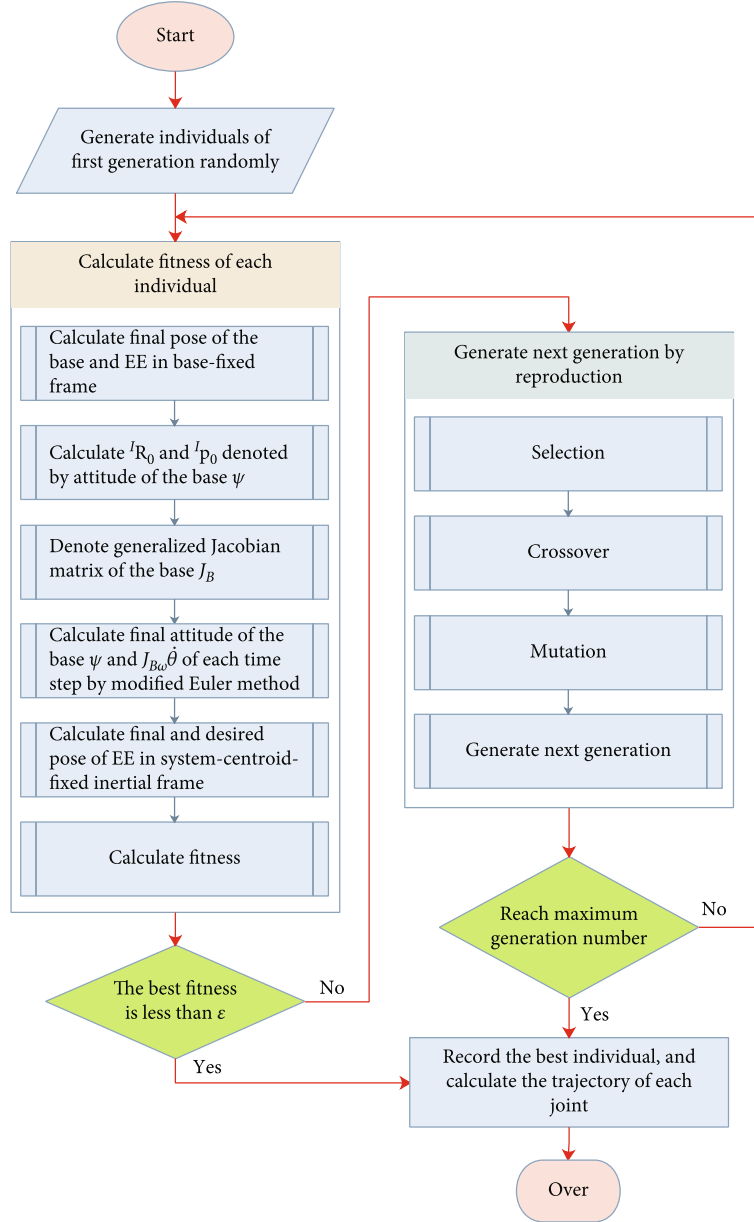 Start
Generate individuals of
first generation randomly
Calculate fitness of each
individual
Calculate final pose of the
base and EE in base-fixed
frame
Calculate ᴵR₀ and ᴵp₀ denoted
by attitude of the base ψ
Denote generalized Jacobian
matrix of the base J_B
Calculate final attitude of the
base ψ and J_Bω θ̇ of each time
step by modified Euler method
Calculate final and desired
pose of EE in system-centroid-
fixed inertial frame
Calculate fitness
The best fitness
is less than ε
No
Yes
Generate next generation by
reproduction
Selection
Crossover
Mutation
Generate next generation
Reach maximum
generation number
No
Yes
Record the best individual, and
calculate the trajectory of each
joint
Over